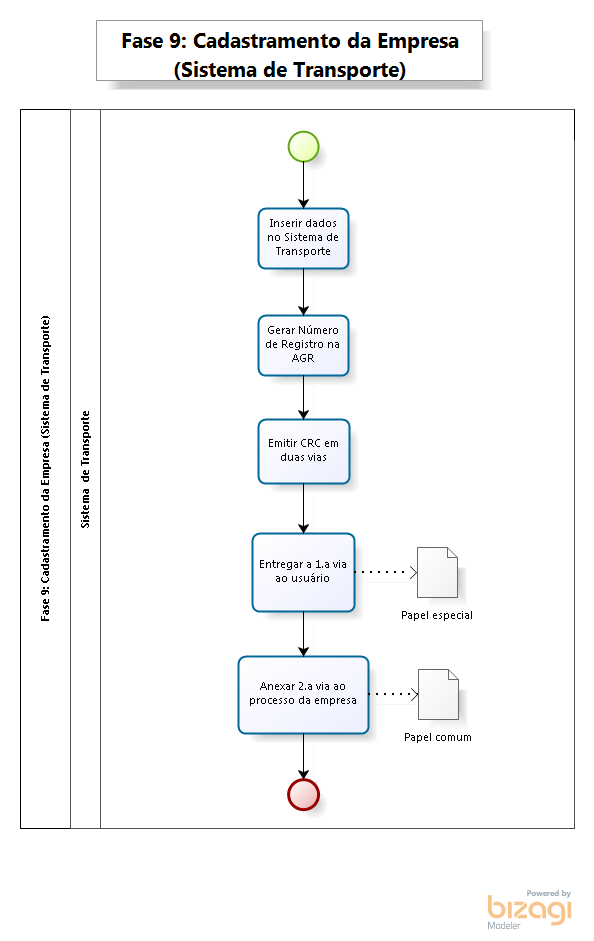 Fase 9: Cadastramento da Empresa
(Sistema de Transporte)
Fase 9: Cadastramento da Empresa (Sistema de Transporte)
Sistema de Transporte
Inserir dados
no Sistema de
Transporte
Gerar Número
de Registro na
AGR
Emitir CRC em
duas vias
Entregar a 1.a via
ao usuário
Papel especial
Anexar 2.a via ao
processo da empresa
Papel comum
Powered by
bizagi
Modeler